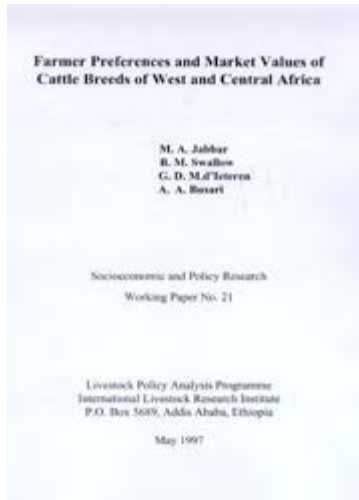 Farmer Preferences and Market Values of
Cattle Breeds of West and Central Africa
M. A. Jabbar
B. M. Swallow
G. D. M.d'Ieteren
A. A. Busari
Socioeconomic and Policy Research
Working Paper No. 21
Livestock Policy Analysis Programme
International Livestock Research Institute
P.O. Box 5689, Addis Ababa, Ethiopia
May 1997